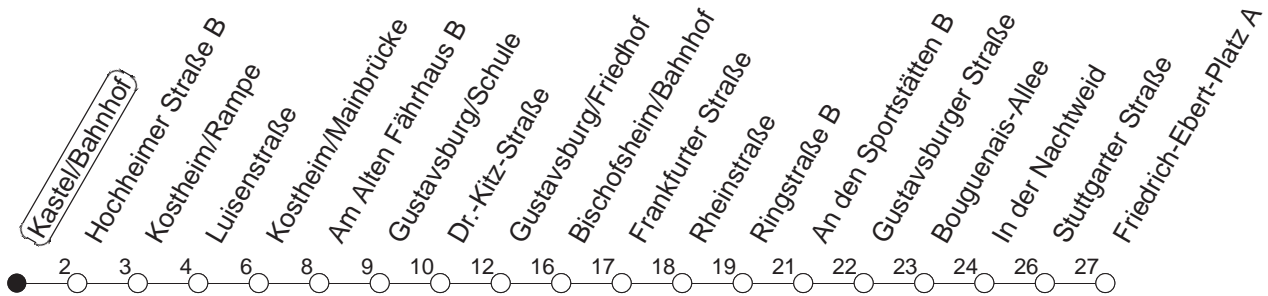 Kastel/Bahnhof
Hochheimer Straße B
Kostheim/Rampe
Luisenstraße
Kostheim/Mainbrücke
Am Alten Fährhaus B
Gustavsburg/Schule
Dr.-Kitz-Straße
Gustavsburg/Friedhof
Bischofsheim/Bahnhof
Frankfurter Straße
Rheinstraße
Ringstraße B
An den Sportstätten B
Gustavsburger Straße
Bouguenais-Allee
In der Nachtweid
Stuttgarter Straße
Friedrich-Ebert-Platz A
2 3 4 6 8 9 10 12 16 17 18 19 21 22 23 24 26 27